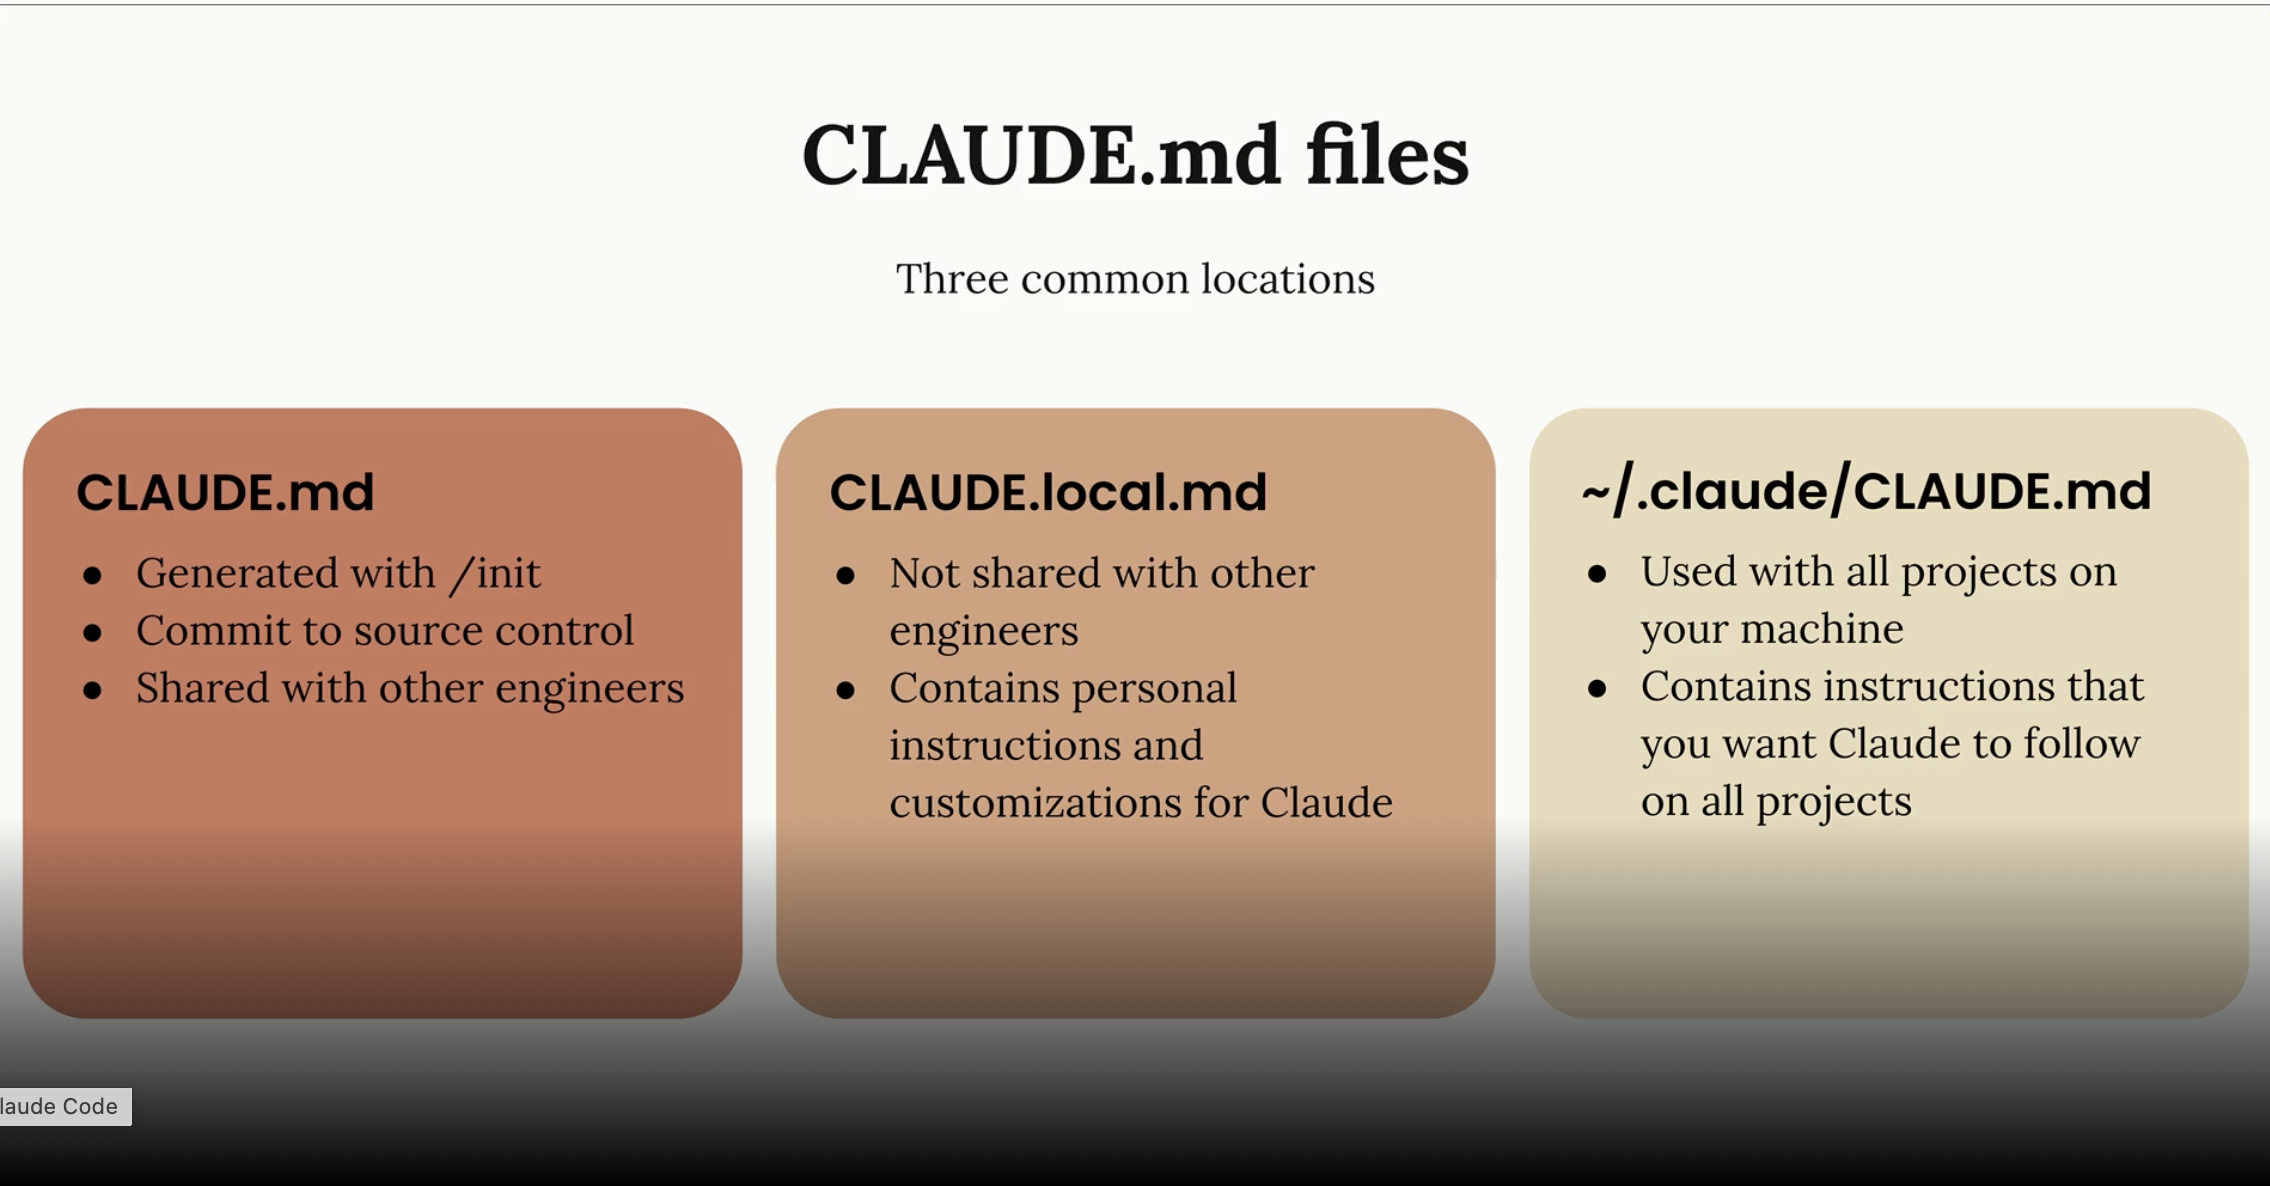 CLAUDE.md files
Three common locations
CLAUDE.md
● Generated with /init
● Commit to source control
● Shared with other engineers
CLAUDE.local.md
● Not shared with other
engineers
● Contains personal
instructions and
customizations for Claude
~/.claude/CLAUDE.md
● Used with all projects on
your machine
● Contains instructions that
you want Claude to follow
on all projects
laude Code